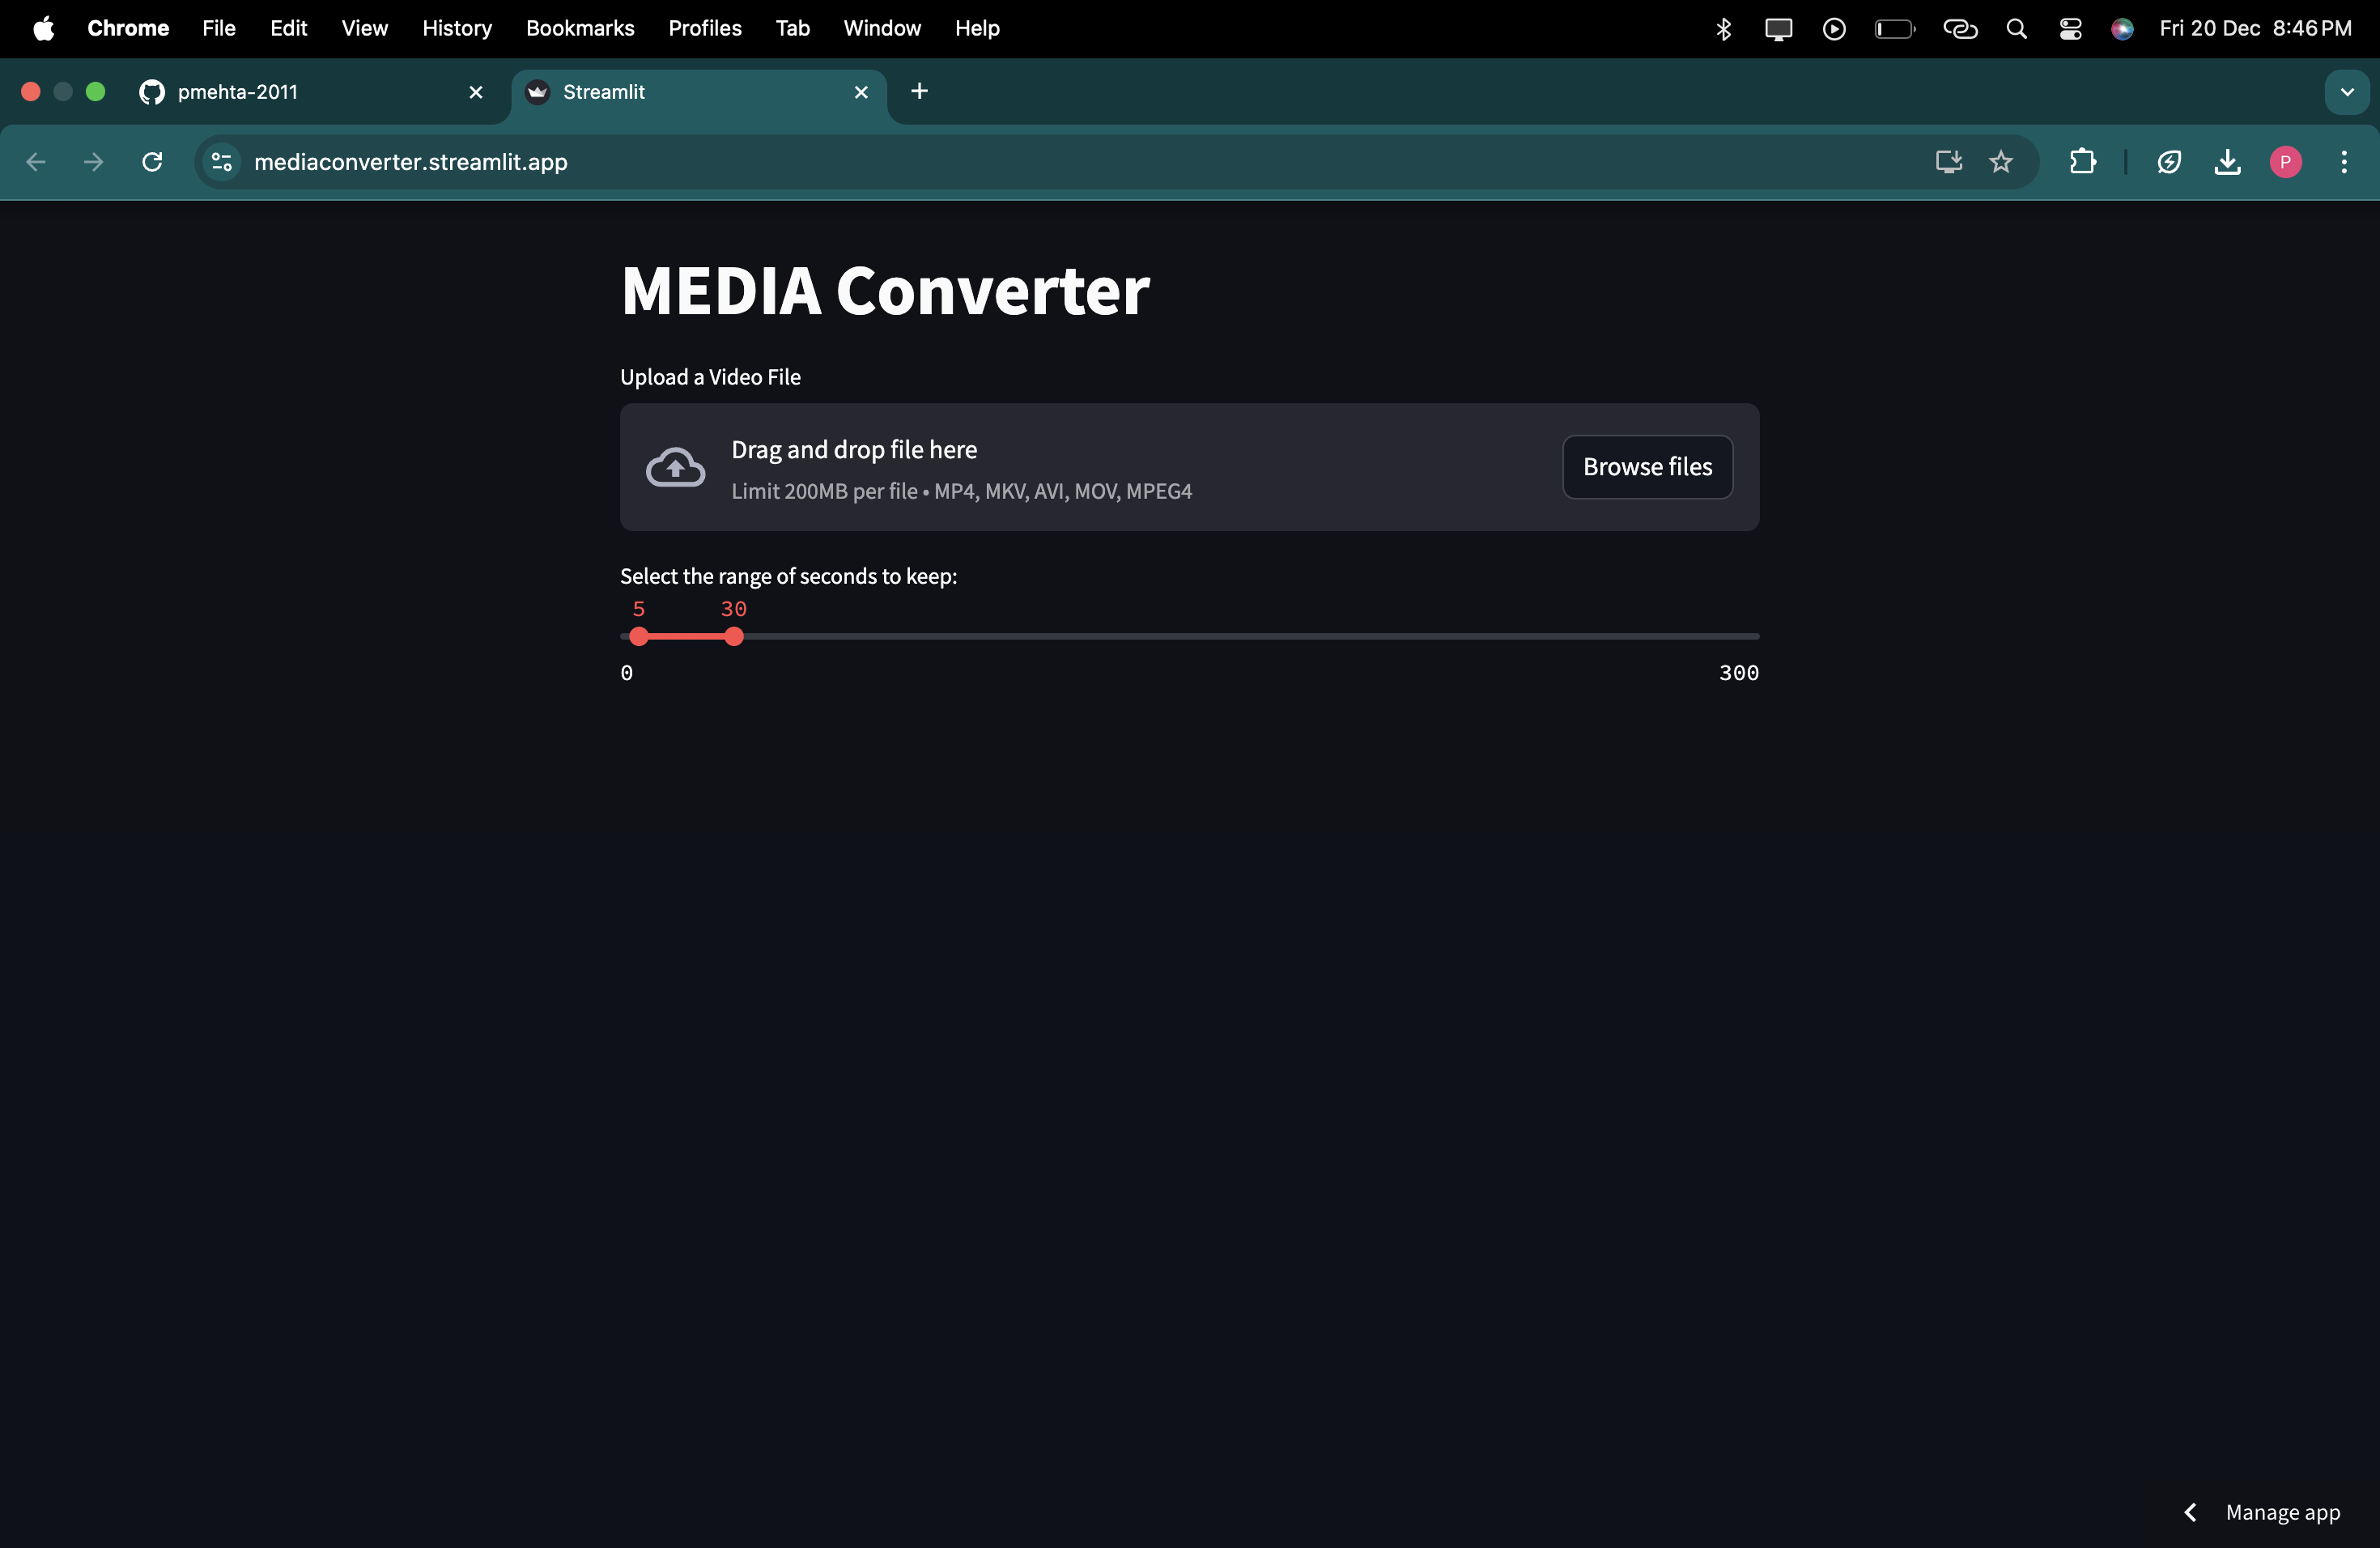 Chrome File Edit View History Bookmarks Profiles Tab Window Help Fri 20 Dec 8:46 PM
pmehta-2011 Streamlit
mediaconverter.streamlit.app P
MEDIA Converter
Upload a Video File
Drag and drop file here
Limit 200MB per file • MP4, MKV, AVI, MOV, MPEG4
Browse files
Select the range of seconds to keep:
5 30
0 300
Manage app